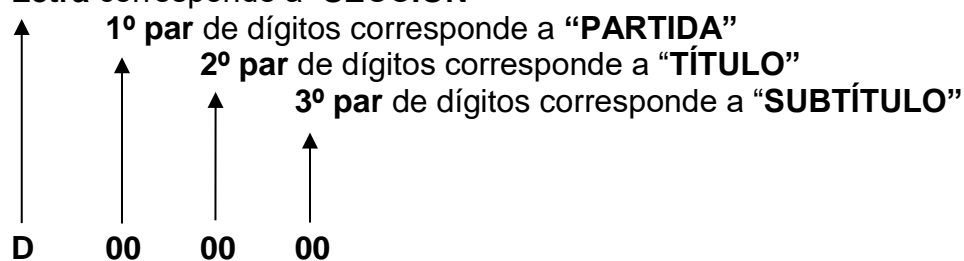 Letra corresponde a “SECCIÓN”
1º par de dígitos corresponde a “PARTIDA”
2º par de dígitos corresponde a “TÍTULO”
3º par de dígitos corresponde a “SUBTÍTULO”
D 00 00 00